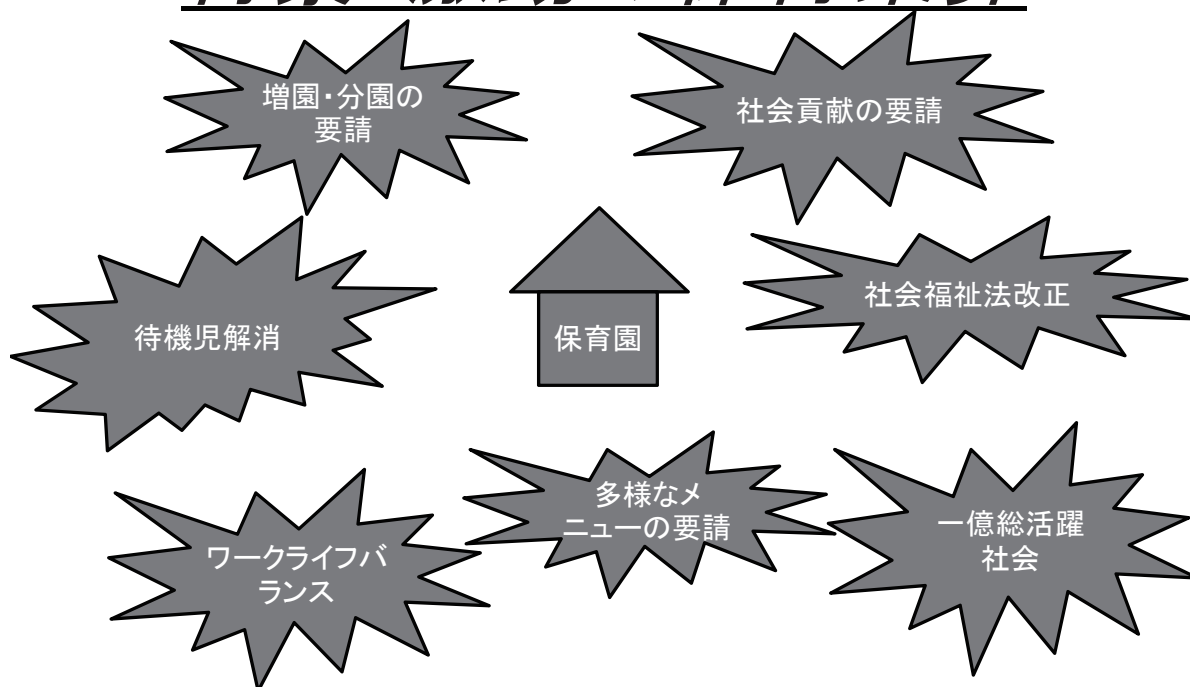 増園・分園の
要請
社会貢献の要請
待機児解消
保育園
社会福祉法改正
ワークライフバ
ランス
多様なメ
ニューの要請
一億総活躍
社会